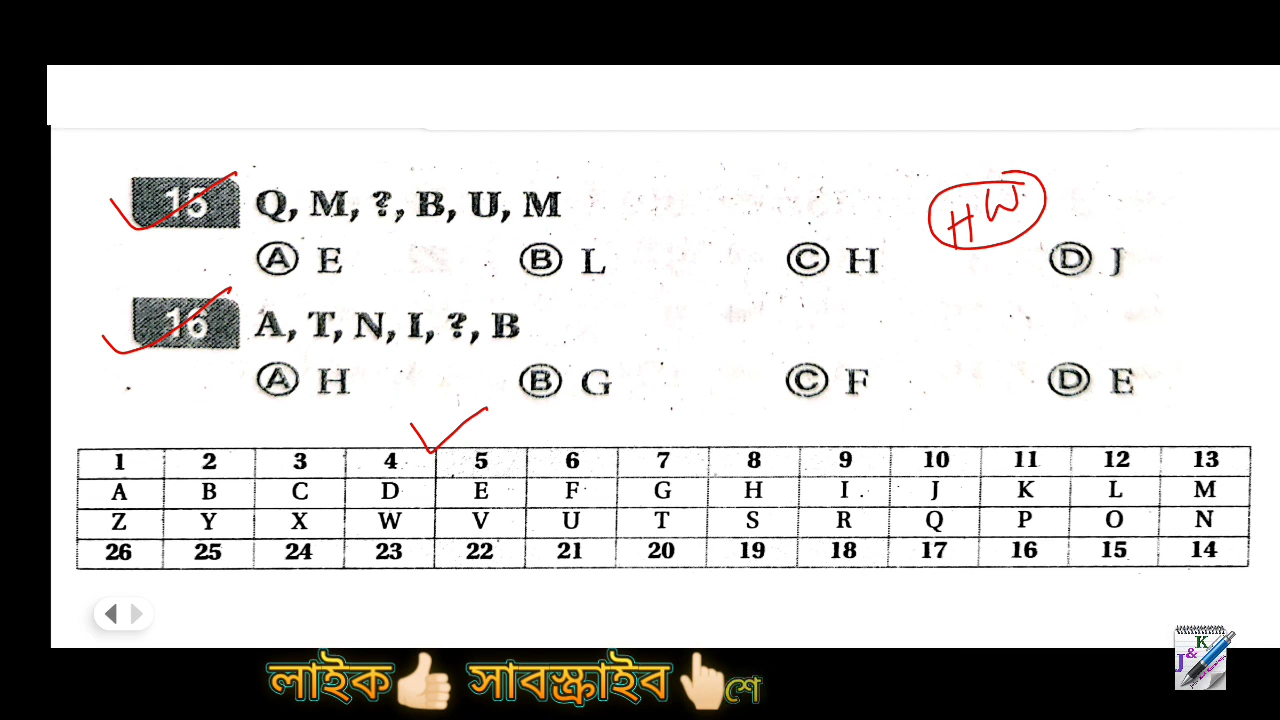 15 Q, M, ?, B, U, M
HW
Ⓐ E Ⓑ L Ⓒ H Ⓓ J
16 A, T, N, I, ?, B
Ⓐ H Ⓑ G Ⓒ F Ⓓ E
1 2 3 4 5 6 7 8 9 10 11 12 13
A B C D E F G H I J K L M
Z Y X W V U T S R Q P O N
26 25 24 23 22 21 20 19 18 17 16 15 14
J & K
লাইক সাবস্ক্রাইব শে